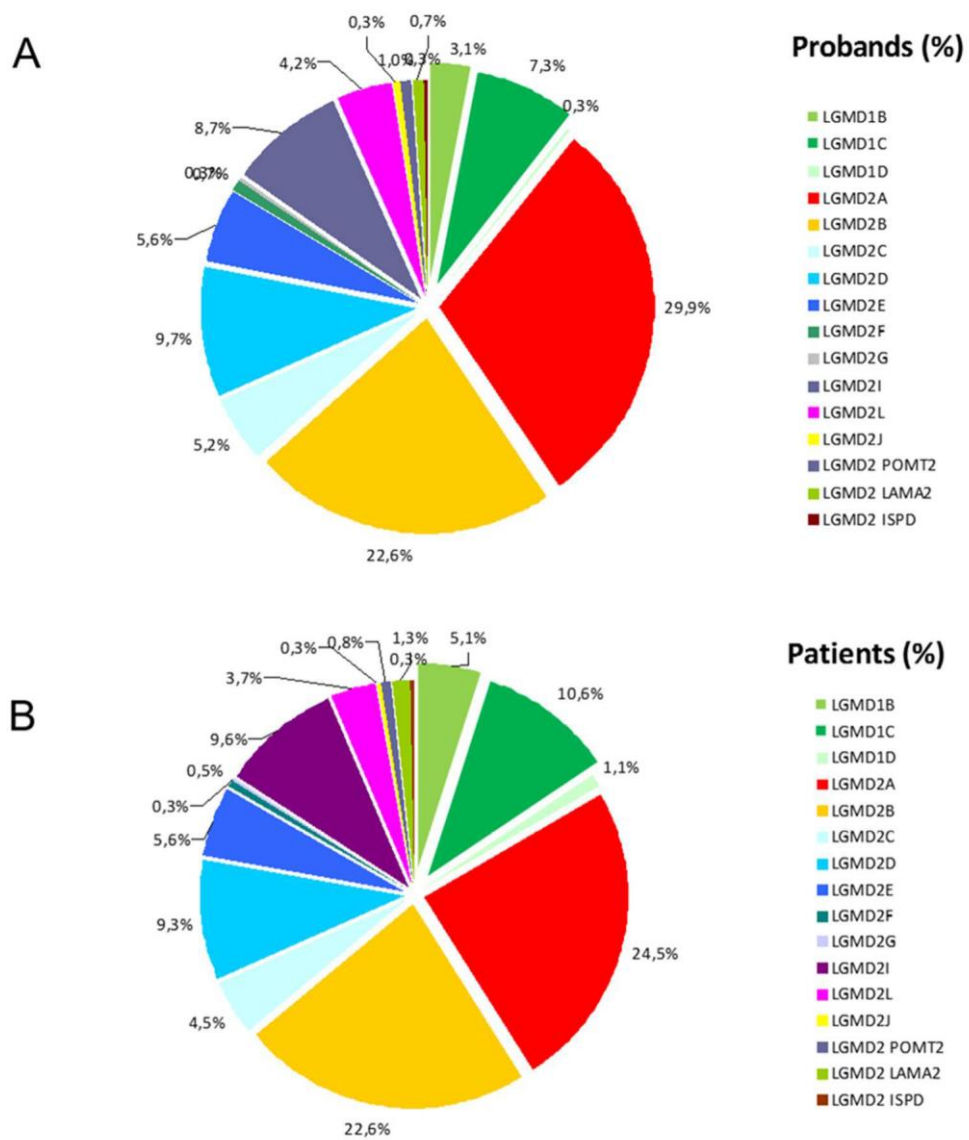 A
Probands (%)
0,3%
0,7%
1,0%
0,3%
3,1%
7,3%
0,3%
4,2%
8,7%
0,3%
0,7%
5,6%
9,7%
5,2%
22,6%
29,9%
LGMD1B
LGMD1C
LGMD1D
LGMD2A
LGMD2B
LGMD2C
LGMD2D
LGMD2E
LGMD2F
LGMD2G
LGMD2I
LGMD2L
LGMD2J
LGMD2 POMT2
LGMD2 LAMA2
LGMD2 ISPD
B
Patients (%)
0,3%
0,8%
1,3%
0,3%
5,1%
10,6%
1,1%
3,7%
9,6%
0,5%
0,3%
5,6%
9,3%
4,5%
22,6%
24,5%
LGMD1B
LGMD1C
LGMD1D
LGMD2A
LGMD2B
LGMD2C
LGMD2D
LGMD2E
LGMD2F
LGMD2G
LGMD2I
LGMD2L
LGMD2J
LGMD2 POMT2
LGMD2 LAMA2
LGMD2 ISPD